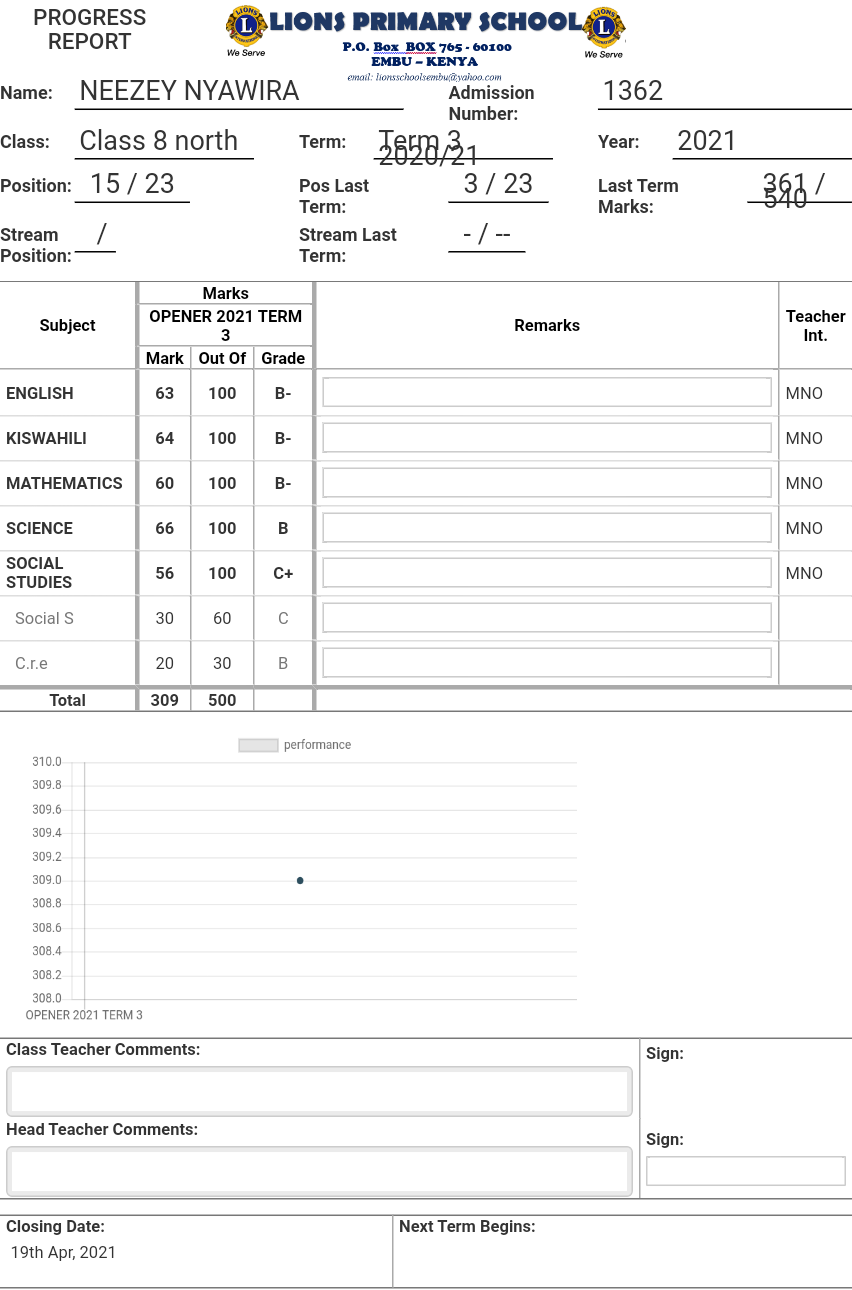 PROGRESS
REPORT
LIONS PRIMARY SCHOOL
We Serve
We Serve
P.O. Box BOX 765 - 60100
EMBU – KENYA
email: lionsschoolsembu@yahoo.com
Name: NEEZEY NYAWIRA Admission Number: 1362
Class: Class 8 north Term: Term 3 2020/21 Year: 2021
Position: 15 / 23 Pos Last Term: 3 / 23 Last Term Marks: 361 / 540
Stream Position: / Stream Last Term: - / --
Subject Marks Remarks Teacher Int.
OPENER 2021 TERM 3
Mark Out Of Grade
ENGLISH 63 100 B- MNO
KISWAHILI 64 100 B- MNO
MATHEMATICS 60 100 B- MNO
SCIENCE 66 100 B MNO
SOCIAL STUDIES 56 100 C+ MNO
Social S 30 60 C
C.r.e 20 30 B
Total 309 500
performance
310.0
309.8
309.6
309.4
309.2
309.0
308.8
308.6
308.4
308.2
308.0
OPENER 2021 TERM 3
Class Teacher Comments: Sign:
Head Teacher Comments: Sign:
Closing Date: Next Term Begins:
19th Apr, 2021